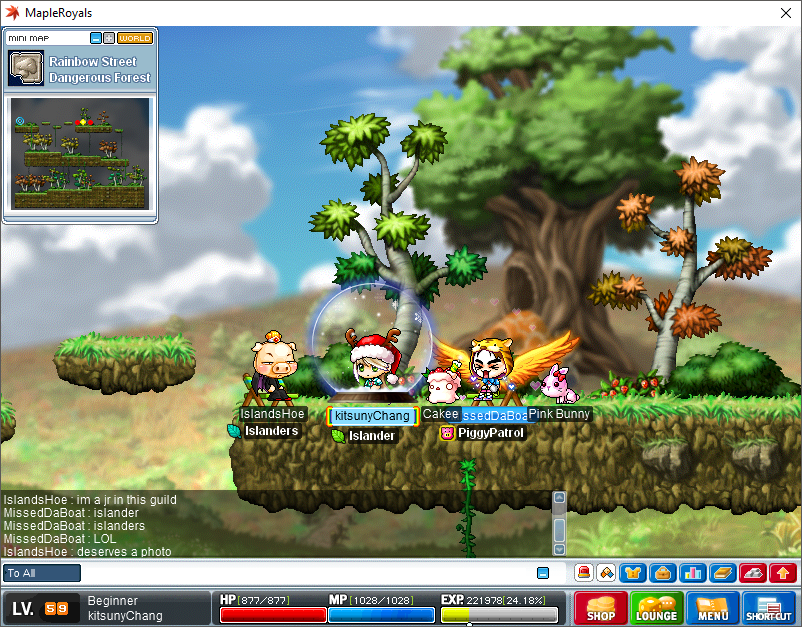 MapleRoyals
MINI MAP
WORLD
Rainbow Street
Dangerous Forest
IslandsHoe
kitsunyChang
Cakee
ssedDaBoa
Pink Bunny
Islanders
Islander
PiggyPatrol
IslandsHoe : im a jr in this guild
MissedDaBoat : islander
MissedDaBoat : islanders
MissedDaBoat : LOL
IslandsHoe : deserves a photo
To All
LV. 59
Beginner
kitsunyChang
HP [877/877]
MP [1028/1028]
EXP. 221978 [24.18%]
SHOP
LOUNGE
MENU
SHORT-CUT